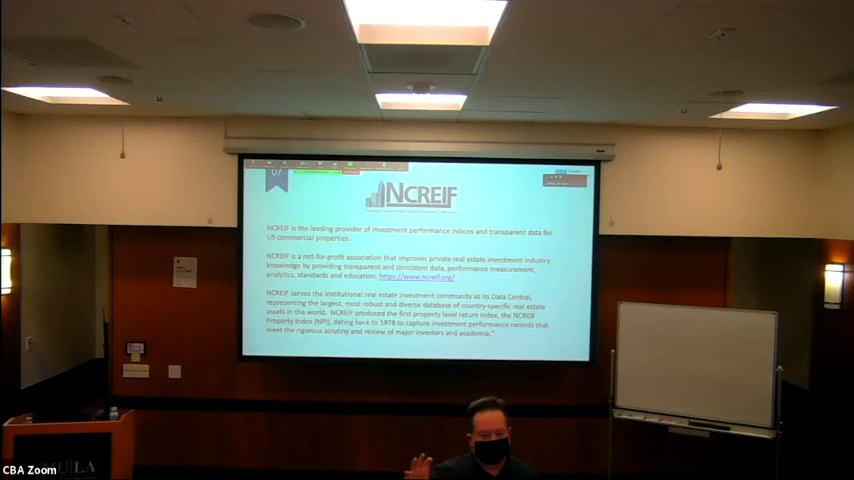 07
NCREIF
NCREIF is the leading provider of investment performance indices and transparent data for
US commercial properties.
NCREIF is a not-for-profit association that improves private real estate investment industry
knowledge by providing transparent and consistent data, performance measurement,
analytics, standards and education. https://www.ncreif.org/
NCREIF serves the institutional real estate investment community as its Data Central,
representing the largest, most robust and diverse database of country-specific real estate
assets in the world. NCREIF produced the first property level return index, the NCREIF
Property Index (NPI), dating back to 1978 to capture investment performance records that
meet the rigorous scrutiny and review of major investors and academia."
LA
CBA Zoom